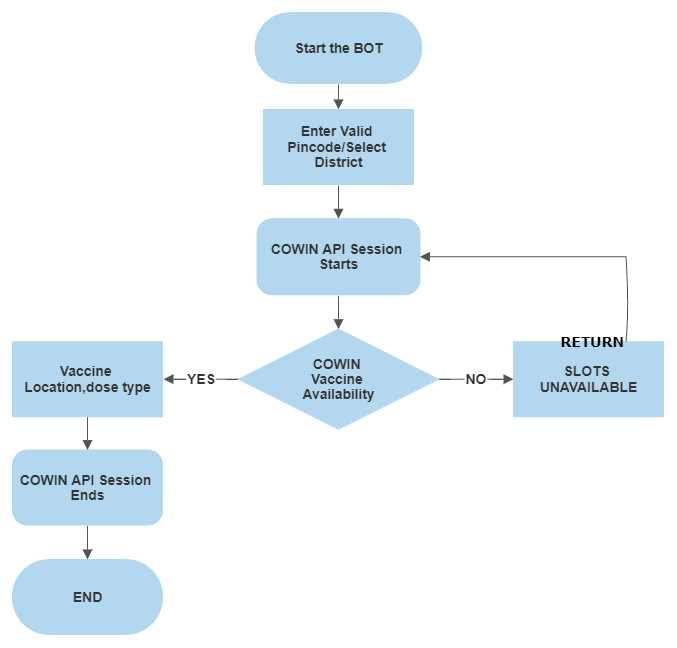 Start the BOT
Enter Valid
Pincode/Select
District
COWIN API Session
Starts
COWIN
Vaccine
Availability
YES
NO
Vaccine
Location,dose type
RETURN
SLOTS
UNAVAILABLE
COWIN API Session
Ends
END